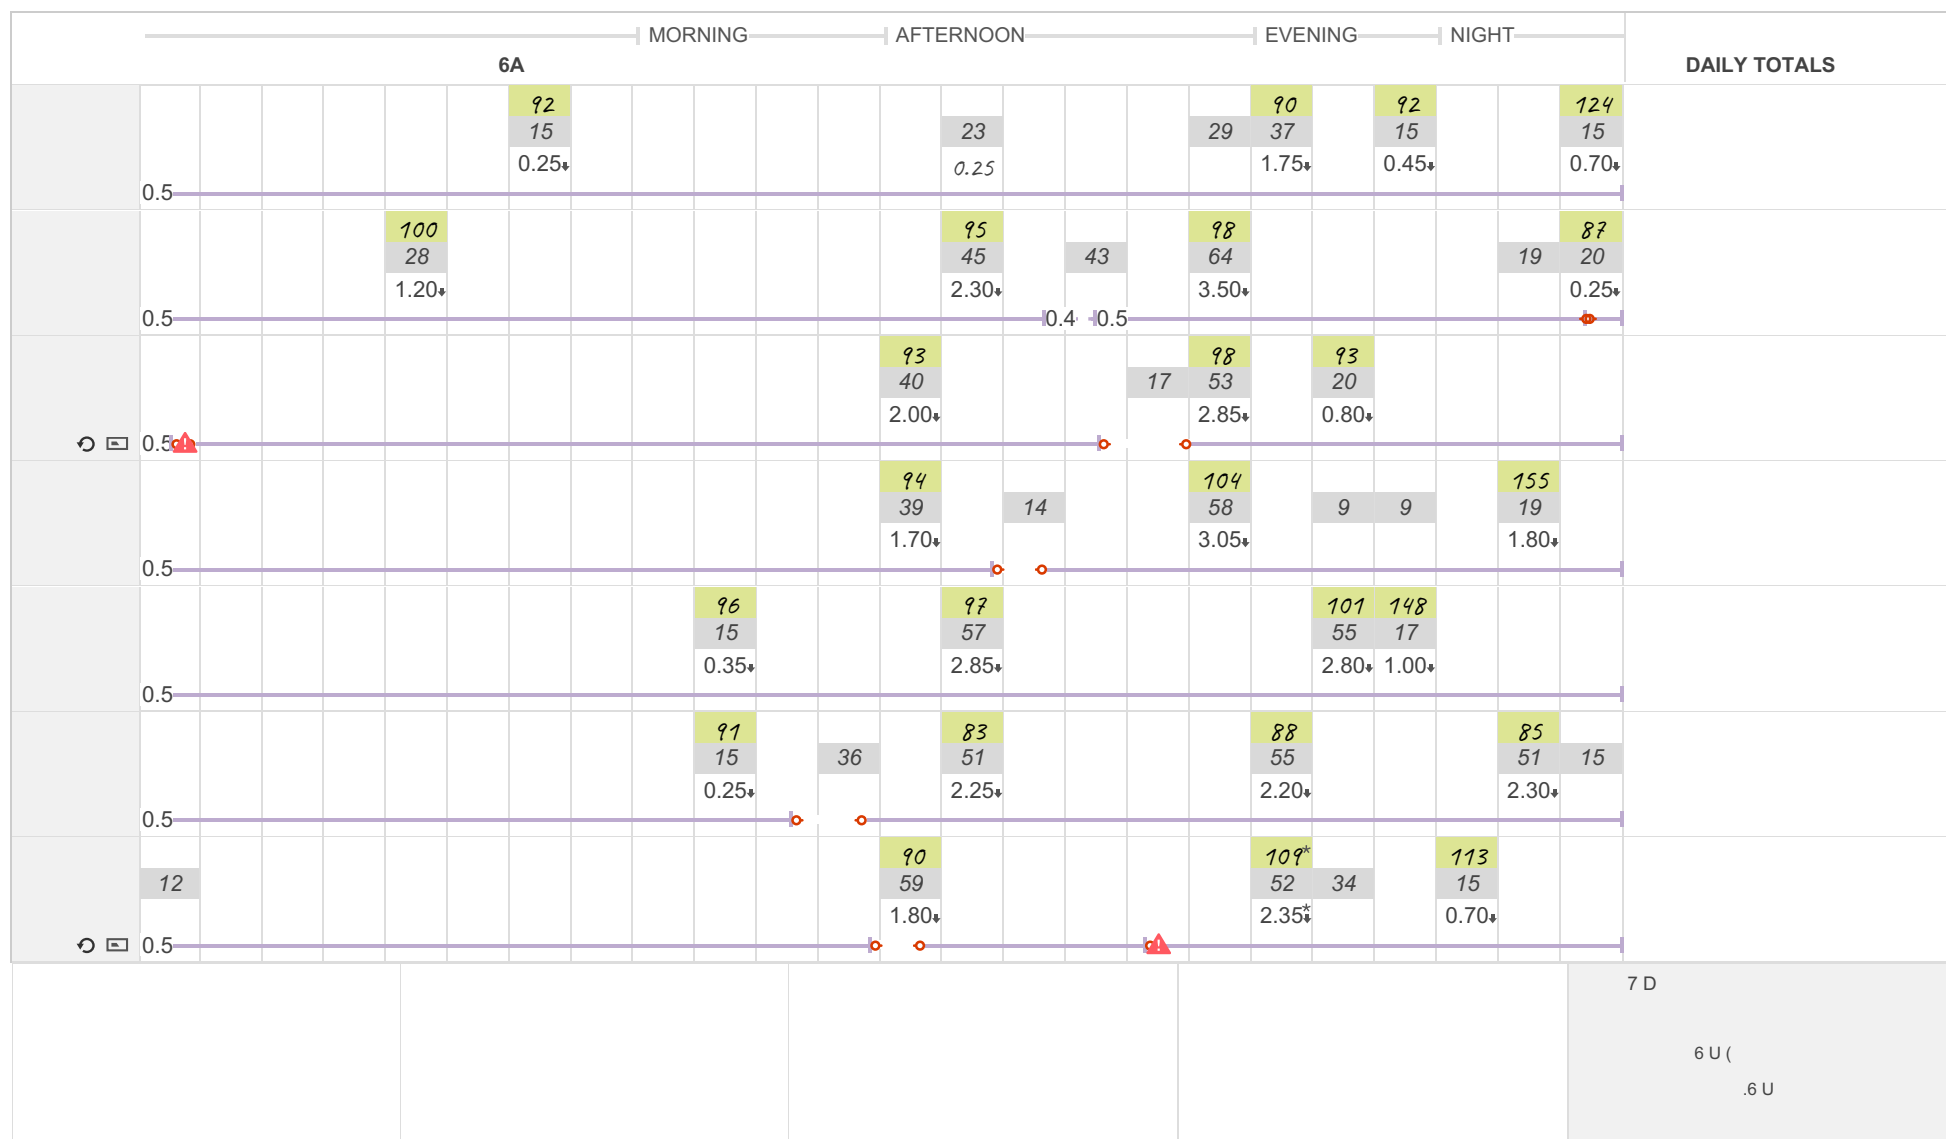 MORNING AFTERNOON EVENING NIGHT
6A DAILY TOTALS
92 90 92 124
15 23 29 37 15 15
0.25 0.25 1.75 0.45 0.70
0.5
100 95 98 87
28 45 43 64 19 20
1.20 2.30 3.50 0.25
0.5 0.4 0.5
93 98 93
40 17 53 20
2.00 2.85 0.80
0.5
94 104 155
39 14 58 9 9 19
1.70 3.05 1.80
0.5
96 97 101 148
15 57 55 17
0.35 2.85 2.80 1.00
0.5
91 83 88 85
15 36 51 55 51 15
0.25 2.25 2.20 2.30
0.5
90 109* 113
12 59 52 34 15
1.80 2.35* 0.70
0.5
7 D
6 U (
.6 U